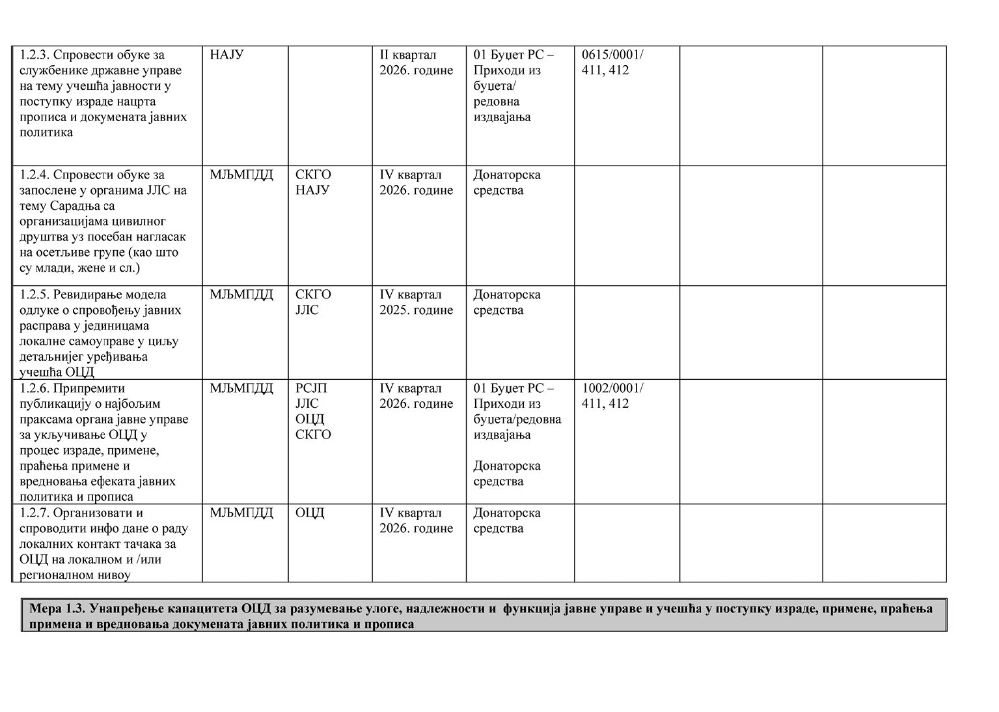 1.2.3. Спровести обуке за
службенике државне управе
на тему учешћа јавности у
поступку израде нацрта
прописа и докумената јавних
политика
НАЈУ
II квартал
2026. године
01 Буџет РС –
Приходи из
буџета/
редовна
издвајања
0615/0001/
411, 412
1.2.4. Спровести обуке за
запослене у органима ЈЛС на
тему Сарадња са
организацијама цивилног
друштва уз посебан нагласак
на осетљиве групе (као што
су млади, жене и сл.)
МЉМПДД
СКГО
НАЈУ
IV квартал
2026. године
Донаторска
средства
1.2.5. Ревидирање модела
одлуке о спровођењу јавних
расправа у јединицама
локалне самоуправе у циљу
детаљнијег уређивања
учешћа ОЦД
МЉМПДД
СКГО
ЈЛС
IV квартал
2025. године
Донаторска
средства
1.2.6. Припремити
публикацију о најбољим
праксама органа јавне управе
за укључивање ОЦД у
процес израде, примене,
праћења примене и
вредновања ефеката јавних
политика и прописа
МЉМПДД
РСЈП
ЈЛС
ОЦД
СКГО
IV квартал
2026. године
01 Буџет РС –
Приходи из
буџета/редовна
издвајања
Донаторска
средства
1002/0001/
411, 412
1.2.7. Организовати и
спроводити инфо дане о раду
локалних контакт тачака за
ОЦД на локалном и /или
регионалном нивоу
МЉМПДД
ОЦД
IV квартал
2026. године
Донаторска
средства
Мера 1.3. Унапређење капацитета ОЦД за разумевање улоге, надлежности и  функција јавне управе и учешћа у поступку израде, примене, праћења
примена и вредновања докумената јавних политика и прописа